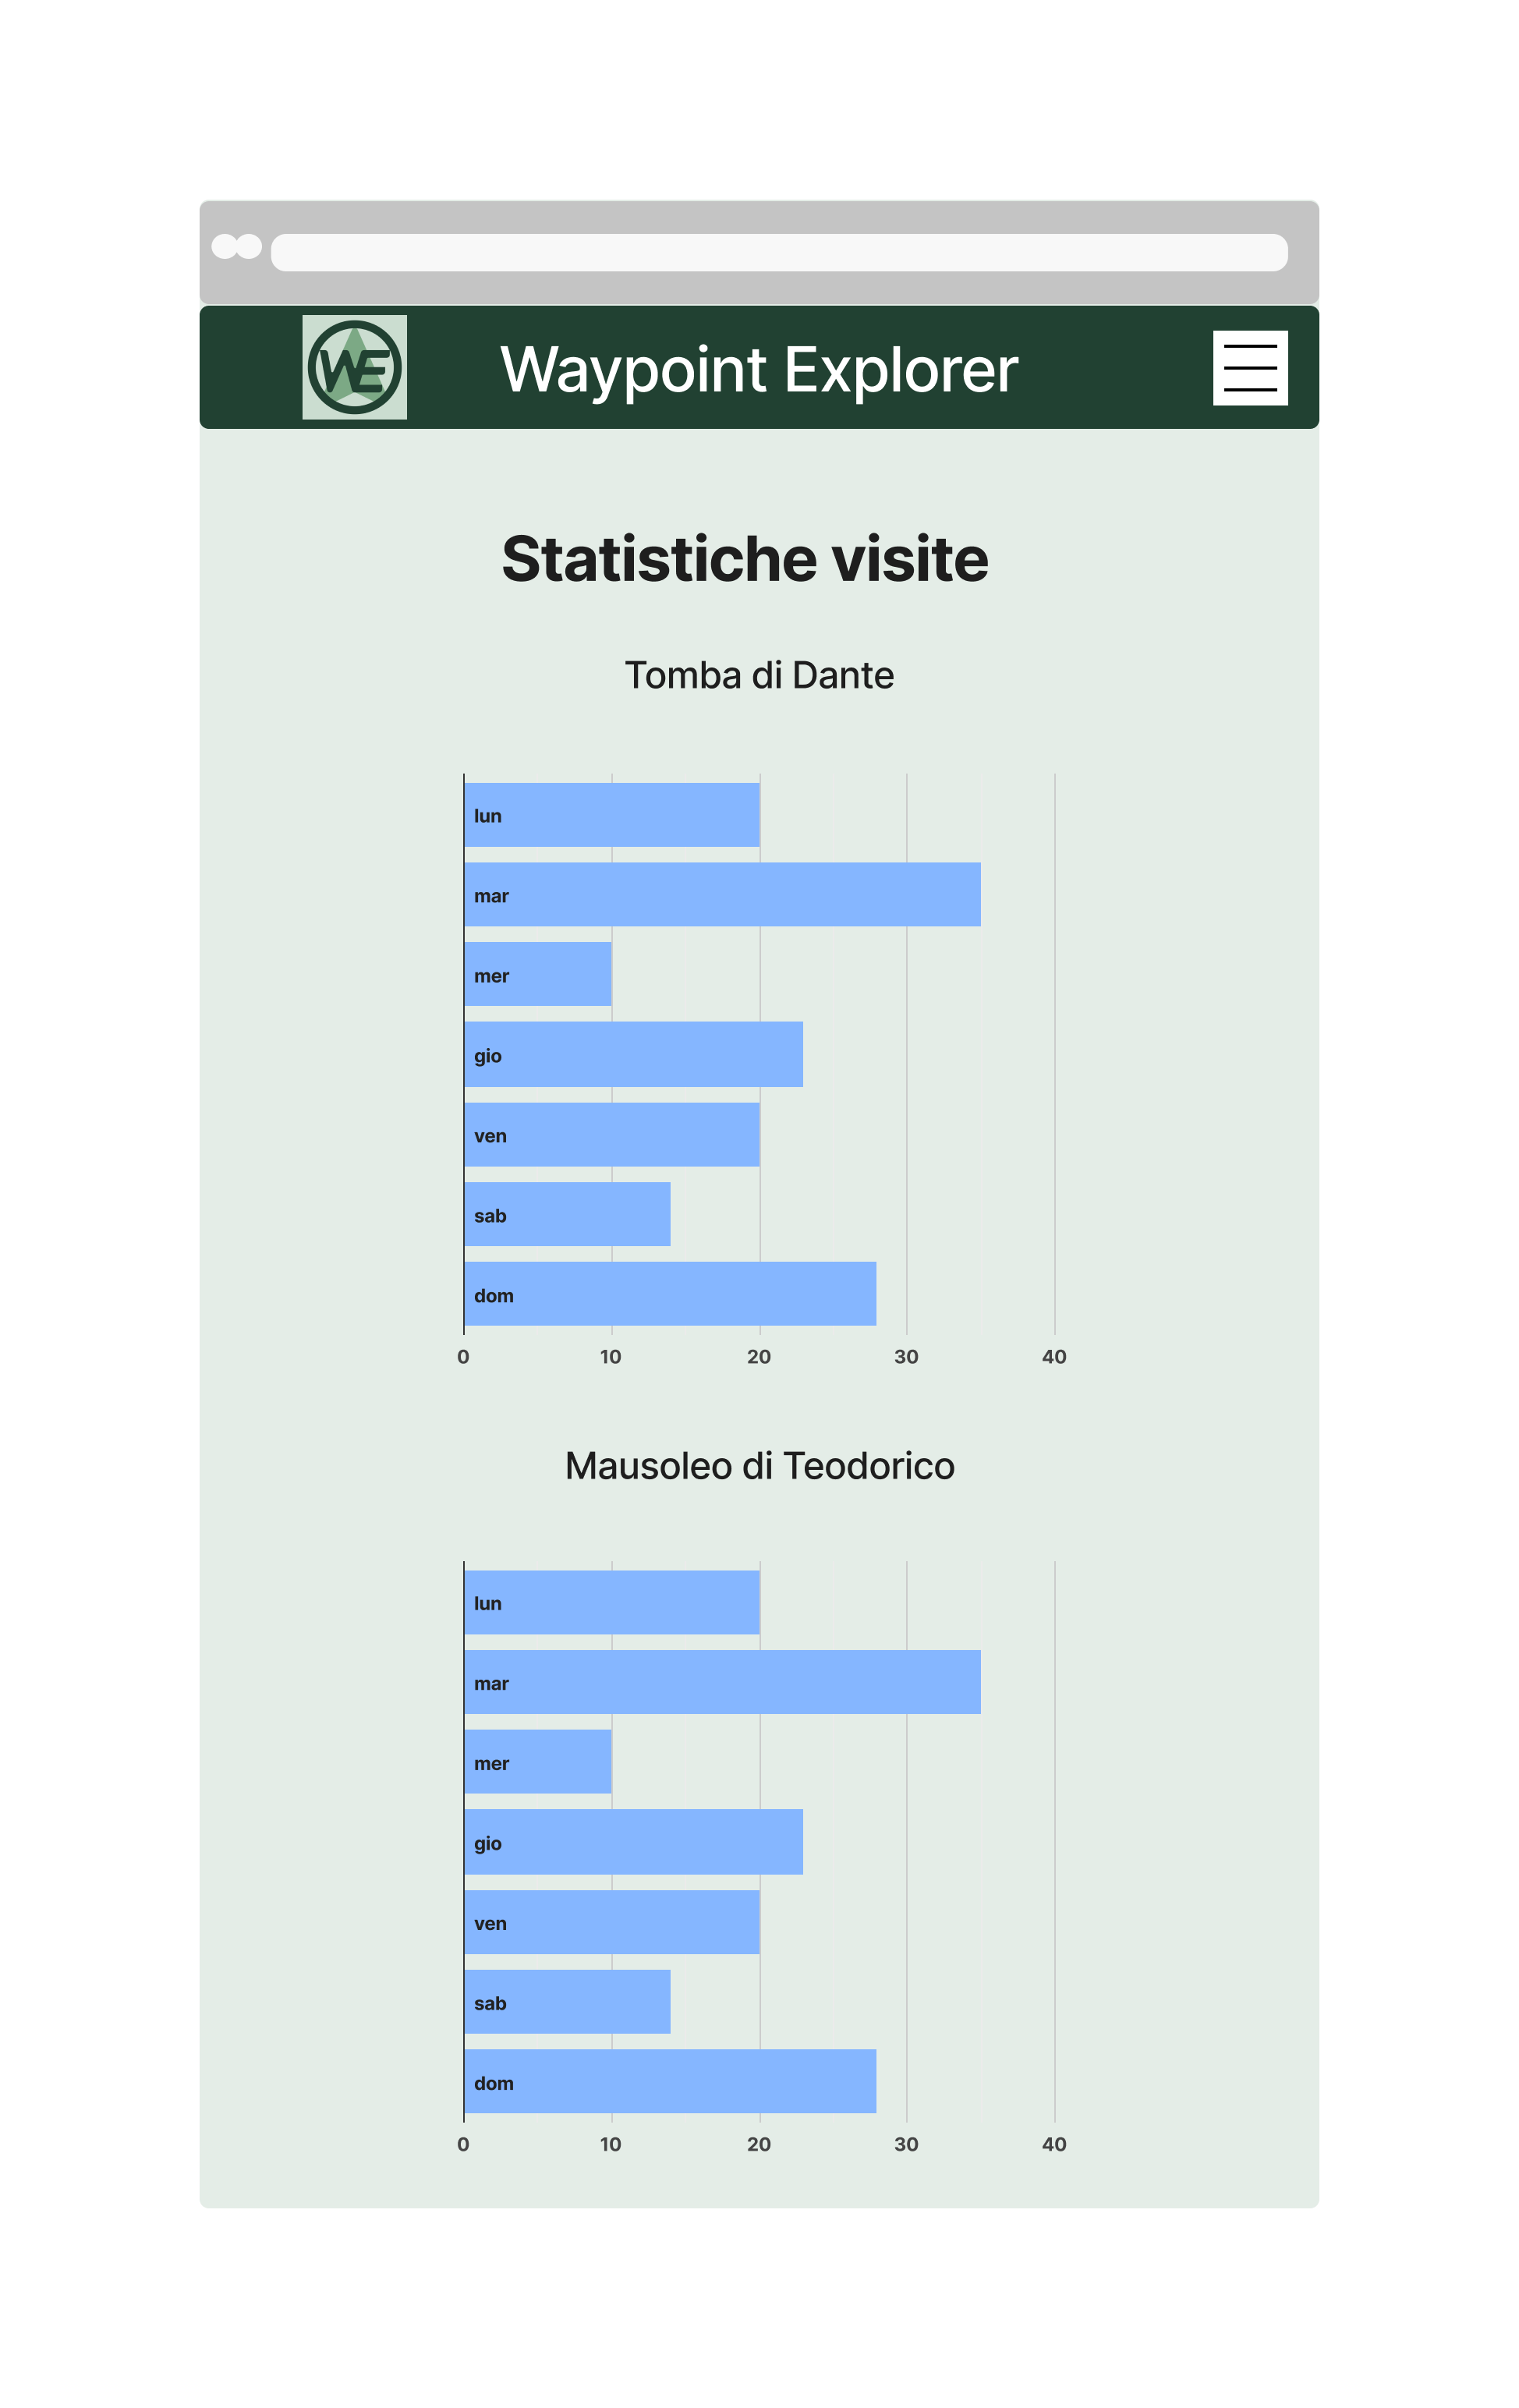 WE
Waypoint Explorer
Statistiche visite
Tomba di Dante
lun
mar
mer
gio
ven
sab
dom
0 10 20 30 40
Mausoleo di Teodorico
lun
mar
mer
gio
ven
sab
dom
0 10 20 30 40